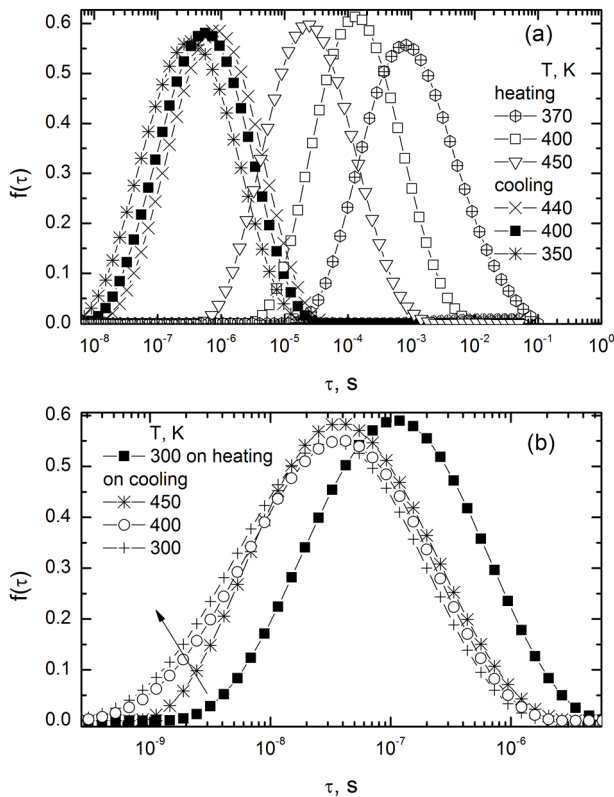 (a)
T, K
heating
370
400
450
cooling
440
400
350
f(τ)
0.6
0.5
0.4
0.3
0.2
0.1
0.0
10⁻⁸ 10⁻⁷ 10⁻⁶ 10⁻⁵ 10⁻⁴ 10⁻³ 10⁻² 10⁻¹ 10⁰
τ, s
(b)
T, K
300 on heating
on cooling
450
400
300
f(τ)
0.6
0.5
0.4
0.3
0.2
0.1
0.0
10⁻⁹ 10⁻⁸ 10⁻⁷ 10⁻⁶
τ, s